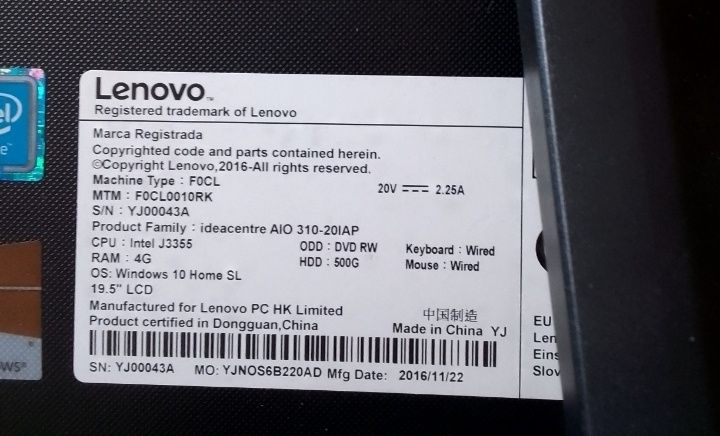 Lenovo™
Registered trademark of Lenovo
Marca Registrada
Copyrighted code and parts contained herein.
©Copyright Lenovo,2016-All rights reserved.
Machine Type : F0CL
20V 2.25A
MTM : F0CL0010RK
S/N : YJ00043A
Product Family : ideacentre AIO 310-20IAP
CPU : Intel J3355 ODD : DVD RW Keyboard : Wired
RAM : 4G HDD : 500G Mouse : Wired
OS: Windows 10 Home SL
19.5" LCD
Manufactured for Lenovo PC HK Limited 中国制造
Product certified in Dongguan,China Made in China YJ
SN: YJ00043A MO: YJNOS6B220AD Mfg Date: 2016/11/22
EU